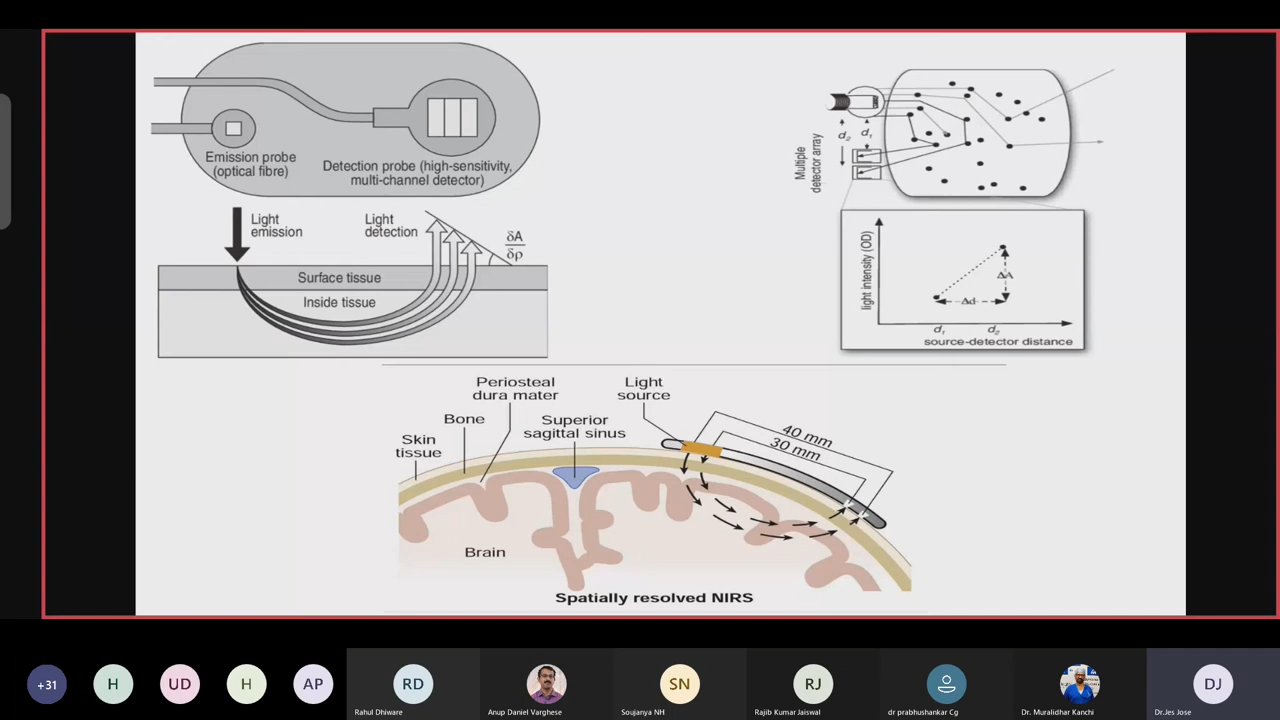 Emission probe
(optical fibre)
Detection probe (high-sensitivity,
multi-channel detector)
Light
emission
Light
detection
δA
δρ
Surface tissue
Inside tissue
Multiple
detector array
d₂
d₁
light intensity (OD)
ΔA
Δd
d₁
d₂
source-detector distance
Periosteal
dura mater
Light
source
Bone
Superior
sagittal sinus
Skin
tissue
40 mm
30 mm
Brain
Spatially resolved NIRS
+31
H
UD
H
AP
RD
SN
RJ
DJ
Rahul Dhiware
Anup Daniel Varghese
Soujanya NH
Rajib Kumar Jaiswal
dr prabhushankar Cg
Dr. Muralidhar Kanchi
Dr.Jes Jose